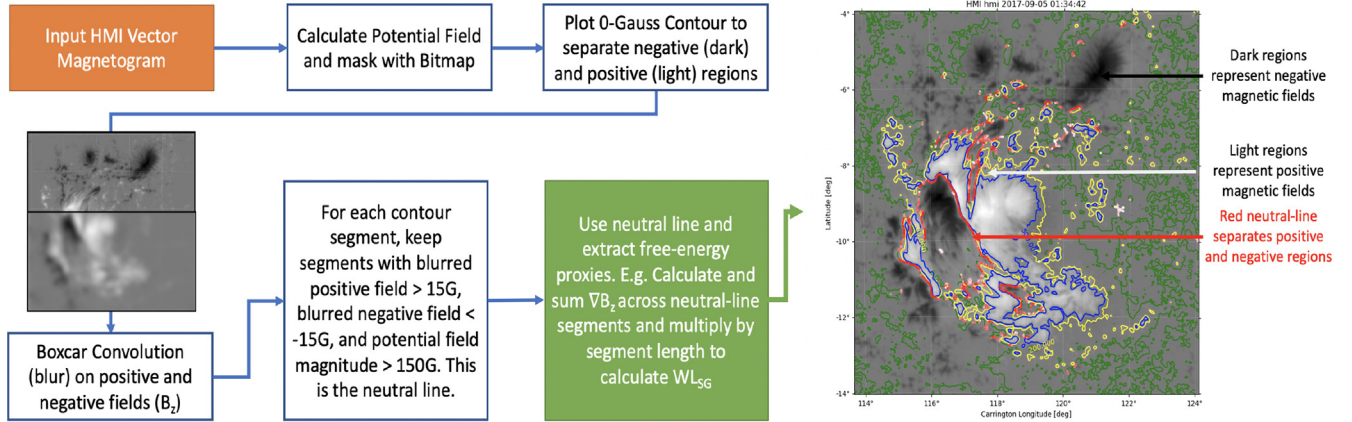 Input HMI Vector
Magnetogram
Calculate Potential Field
and mask with Bitmap
Plot 0-Gauss Contour to
separate negative (dark)
and positive (light) regions
Boxcar Convolution
(blur) on positive and
negative fields (Bz)
For each contour
segment, keep
segments with blurred
positive field > 15G,
blurred negative field <
-15G, and potential field
magnitude > 150G. This
is the neutral line.
Use neutral line and
extract free-energy
proxies. E.g. Calculate and
sum ∇Bz across neutral-line
segments and multiply by
segment length to
calculate WLSG
HMI hmi 2017-09-05 01:34:42
-4°
-6°
-8°
-10°
-12°
-14°
Latitude [deg]
114°
116°
118°
120°
122°
124°
Carrington Longitude [deg]
Dark regions
represent negative
magnetic fields
Light regions
represent positive
magnetic fields
Red neutral-line
separates positive
and negative regions